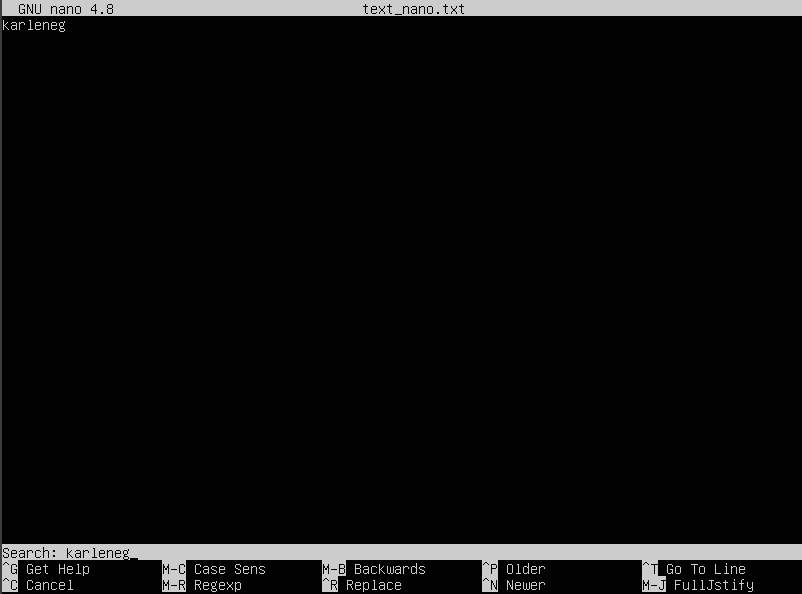 GNU nano 4.8 text_nano.txt
karleneg
Search: karleneg
^G Get Help M-C Case Sens M-B Backwards ^P Older ^T Go To Line
^C Cancel M-R Regexp ^R Replace ^N Newer M-J FullJstify